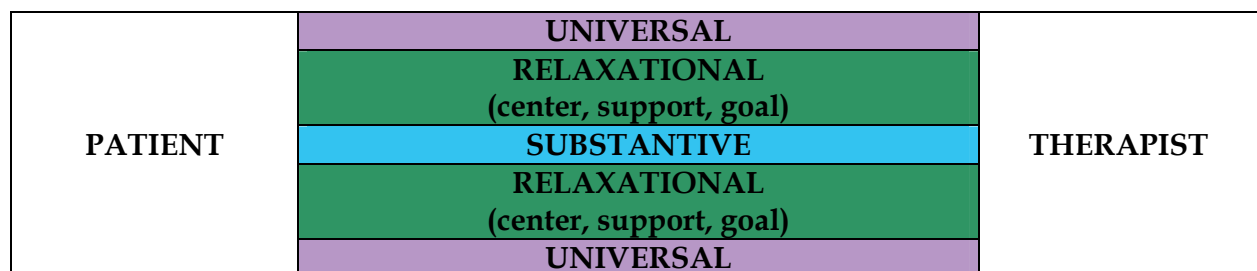 UNIVERSAL
RELAXATIONAL
(center, support, goal)
PATIENT
SUBSTANTIVE
THERAPIST
RELAXATIONAL
(center, support, goal)
UNIVERSAL